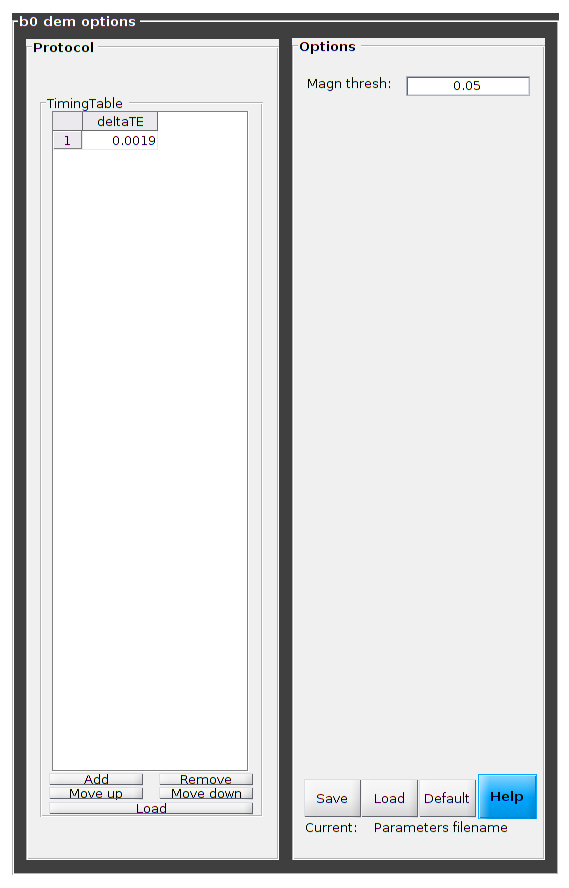 b0 dem options
Protocol
TimingTable
deltaTE
1 0.0019
Add Remove
Move up Move down
Load
Options
Magn thresh: 0.05
Save Load Default Help
Current: Parameters filename